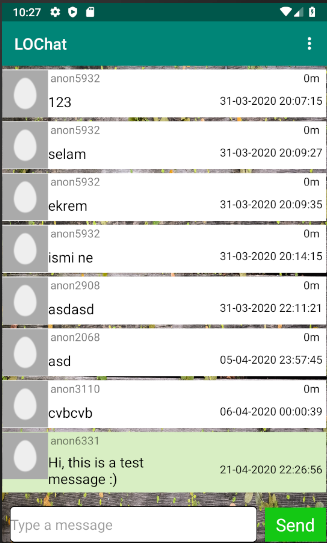 10:27
LOChat
anon5932 0m
123 31-03-2020 20:07:15
anon5932 0m
selam 31-03-2020 20:09:27
anon5932 0m
ekrem 31-03-2020 20:09:35
anon5932 0m
ismi ne 31-03-2020 20:14:15
anon2908 0m
asdasd 31-03-2020 22:11:21
anon2068 0m
asd 05-04-2020 23:57:45
anon3110 0m
cvbcvb 06-04-2020 00:00:39
anon6331
Hi, this is a test
message :) 21-04-2020 22:26:56
Type a message Send